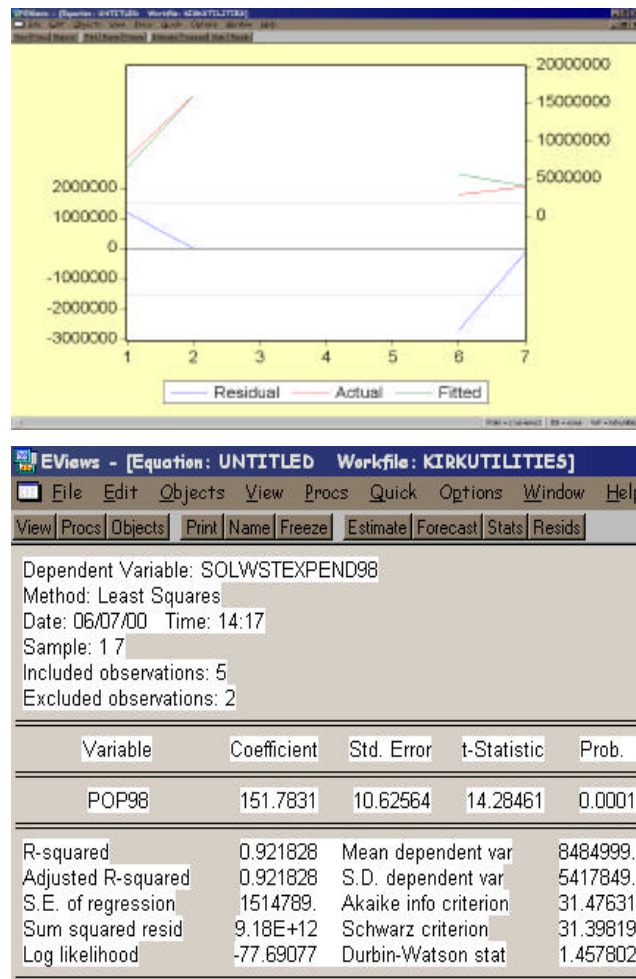 EViews - [Equation: UNTITLED Workfile: KIRKUTILITIES]
20000000
15000000
10000000
5000000
0
2000000
1000000
0
-1000000
-2000000
-3000000
1 2 3 4 5 6 7
Residual Actual Fitted
EViews - [Equation: UNTITLED Workfile: KIRKUTILITIES]
File Edit Objects View Procs Quick Options Window Help
View Procs Objects Print Name Freeze Estimate Forecast Stats Resids
Dependent Variable: SOLWSTEXPEND98
Method: Least Squares
Date: 06/07/00 Time: 14:17
Sample: 1 7
Included observations: 5
Excluded observations: 2
Variable Coefficient Std. Error t-Statistic Prob.
POP98 151.7831 10.62564 14.28461 0.0001
R-squared 0.921828 Mean dependent var 8484999.
Adjusted R-squared 0.921828 S.D. dependent var 5417849.
S.E. of regression 1514789. Akaike info criterion 31.47631
Sum squared resid 9.18E+12 Schwarz criterion 31.39819
Log likelihood -77.69077 Durbin-Watson stat 1.457802